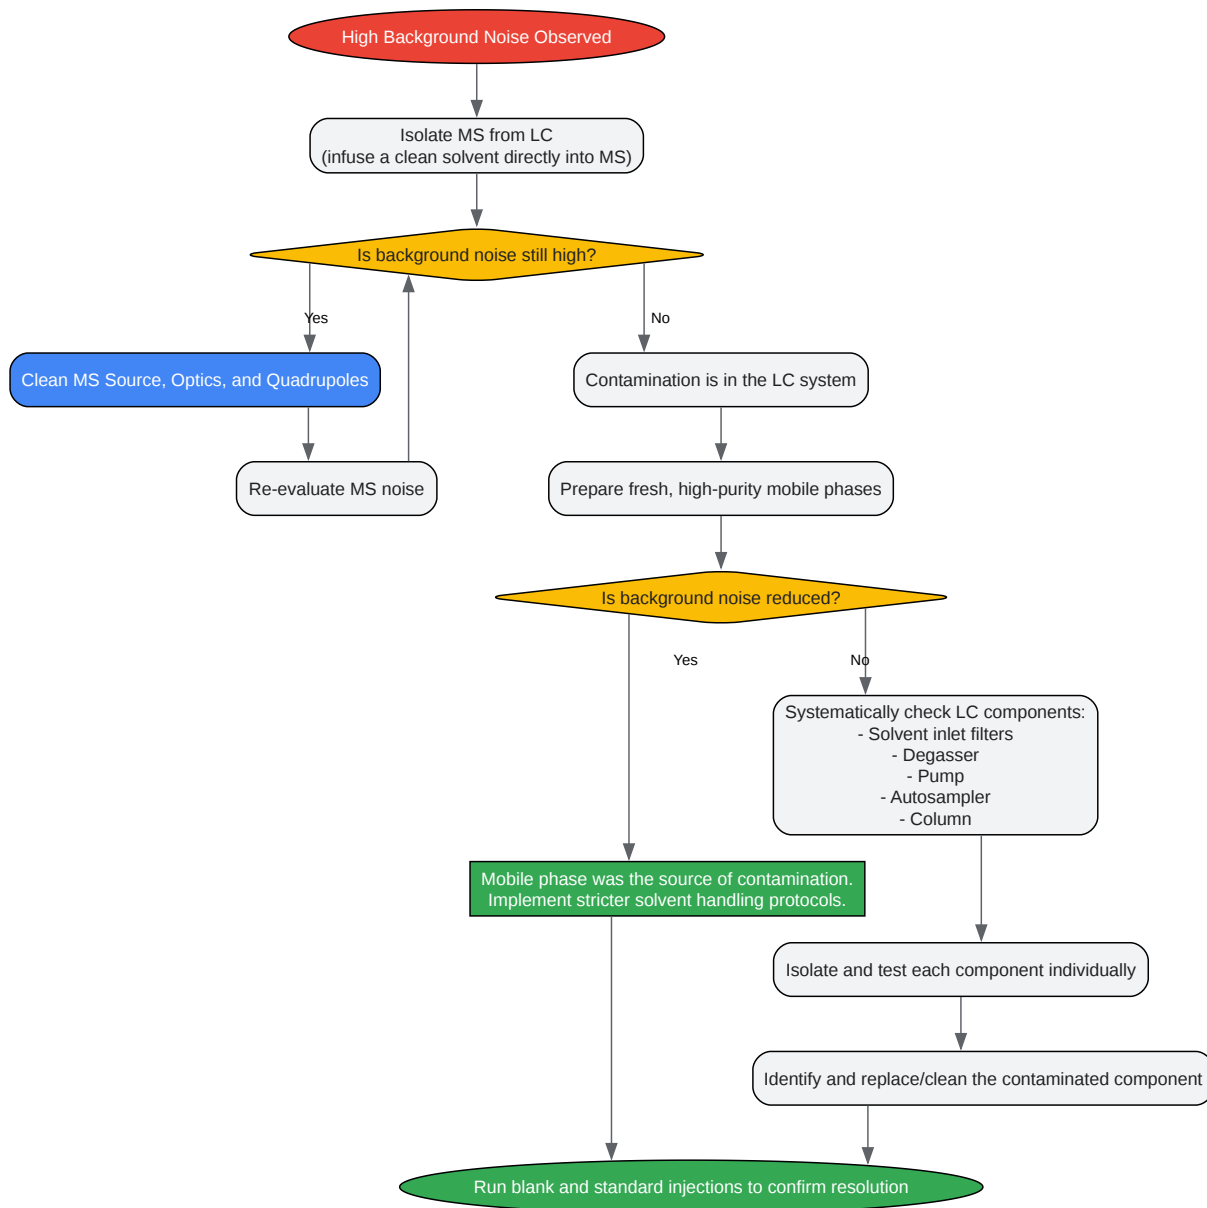 High Background Noise Observed
Isolate MS from LC
(infuse a clean solvent directly into MS)
Is background noise still high?
Yes
No
Clean MS Source, Optics, and Quadrupoles
Contamination is in the LC system
Re-evaluate MS noise
Prepare fresh, high-purity mobile phases
Is background noise reduced?
Yes
No
Systematically check LC components:
- Solvent inlet filters
- Degasser
- Pump
- Autosampler
- Column
Mobile phase was the source of contamination.
Implement stricter solvent handling protocols.
Isolate and test each component individually
Identify and replace/clean the contaminated component
Run blank and standard injections to confirm resolution